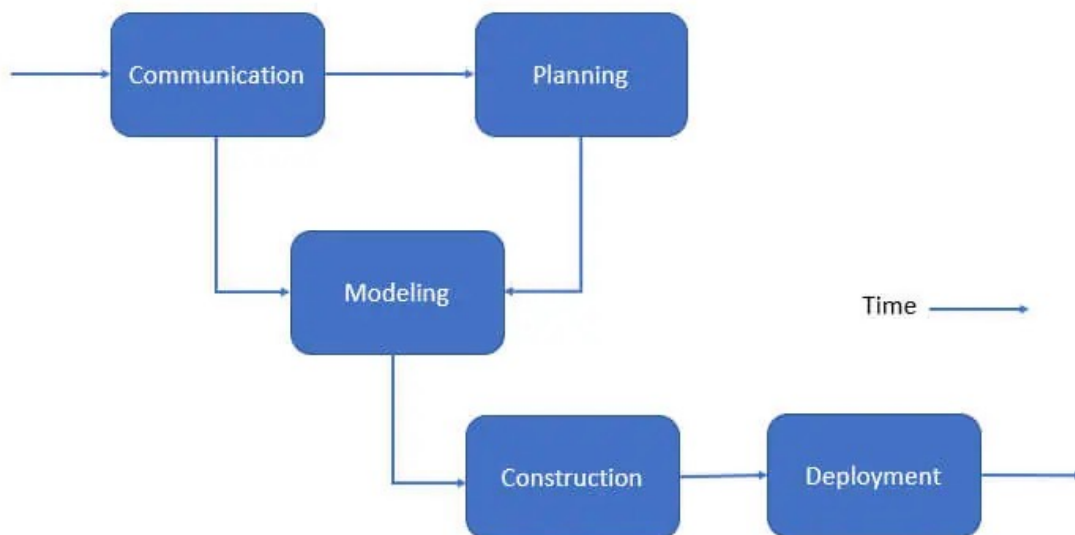 Communication
Planning
Modeling
Time
Construction
Deployment